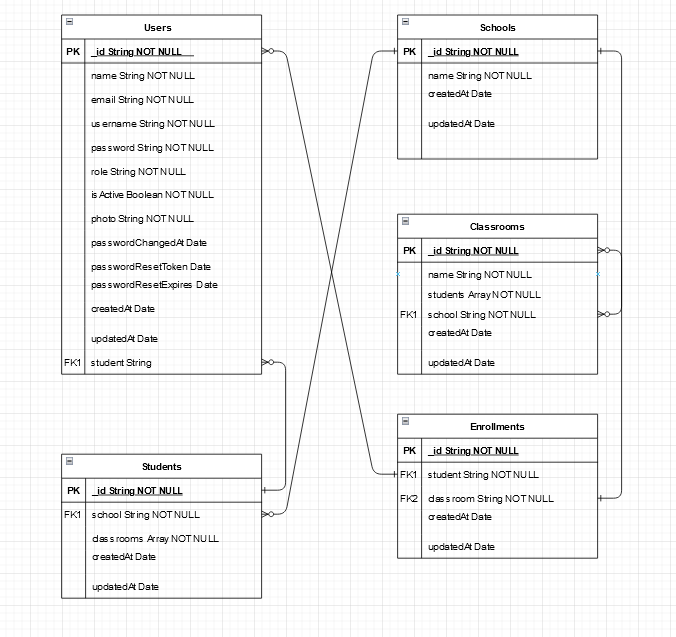 Users
PK _id String NOT NULL
name String NOT NULL
email String NOT NULL
username String NOT NULL
password String NOT NULL
role String NOT NULL
isActive Boolean NOT NULL
photo String NOT NULL
passwordChangedAt Date
passwordResetToken Date
passwordResetExpires Date
createdAt Date
updatedAt Date
FK1 student String
Students
PK _id String NOT NULL
FK1 school String NOT NULL
classrooms Array NOT NULL
createdAt Date
updatedAt Date
Schools
PK _id String NOT NULL
name String NOT NULL
createdAt Date
updatedAt Date
Classrooms
PK _id String NOT NULL
name String NOT NULL
students Array NOT NULL
FK1 school String NOT NULL
createdAt Date
updatedAt Date
Enrollments
PK _id String NOT NULL
FK1 student String NOT NULL
FK2 classroom String NOT NULL
createdAt Date
updatedAt Date